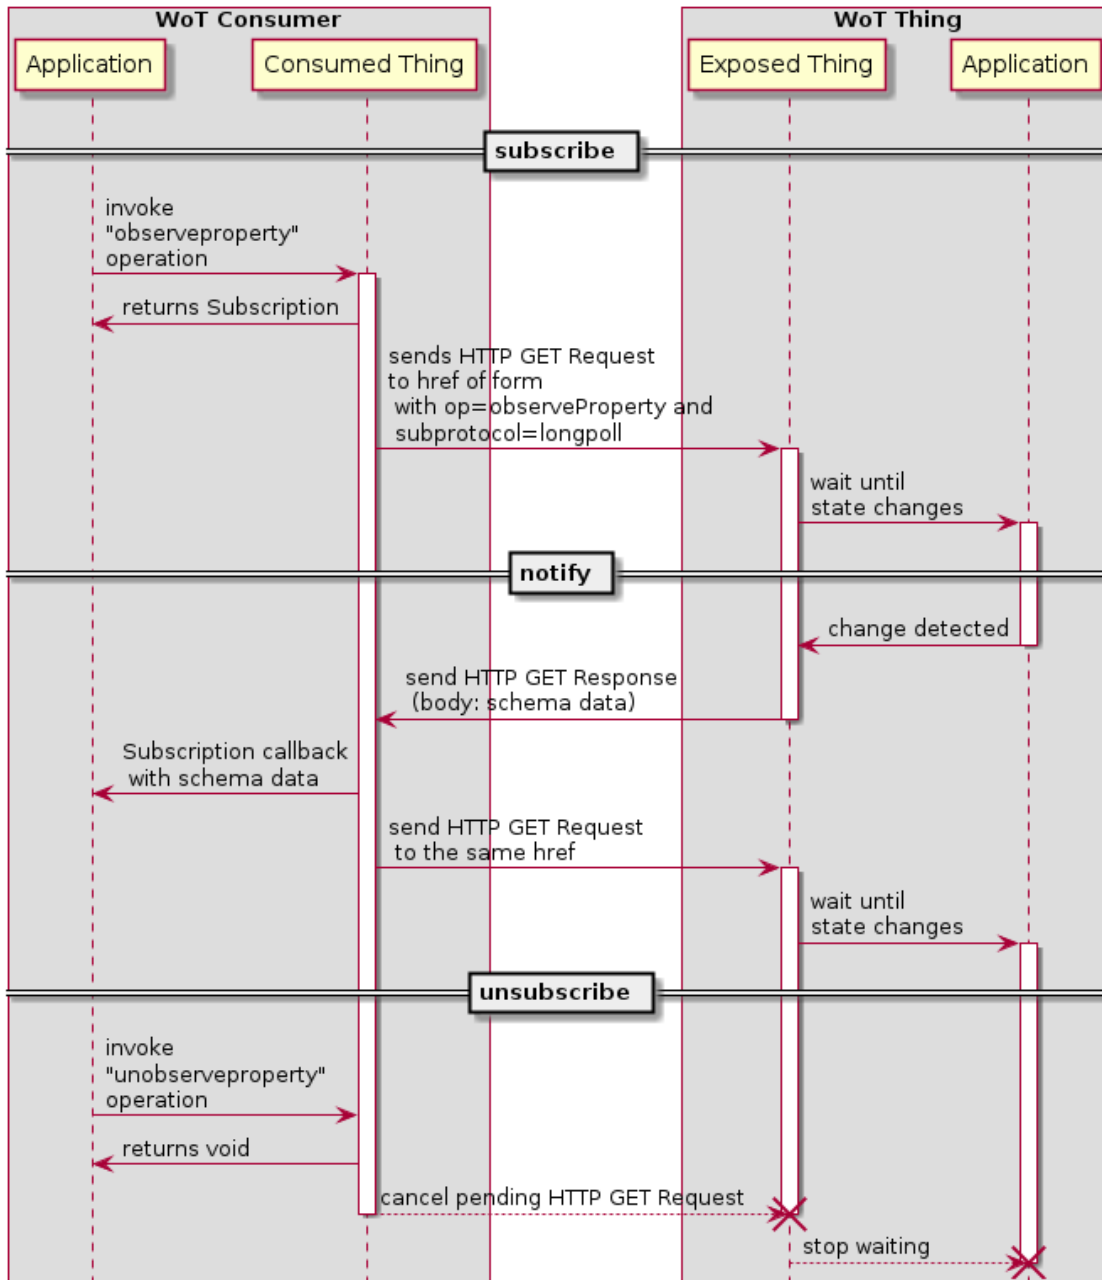 WoT Consumer
WoT Thing
Application
Consumed Thing
Exposed Thing
Application
subscribe
invoke
"observeproperty"
operation
returns Subscription
sends HTTP GET Request
to href of form
with op=observeProperty and
subprotocol=longpoll
wait until
state changes
notify
change detected
send HTTP GET Response
(body: schema data)
Subscription callback
with schema data
send HTTP GET Request
to the same href
wait until
state changes
unsubscribe
invoke
"unobserveproperty"
operation
returns void
cancel pending HTTP GET Request
stop waiting